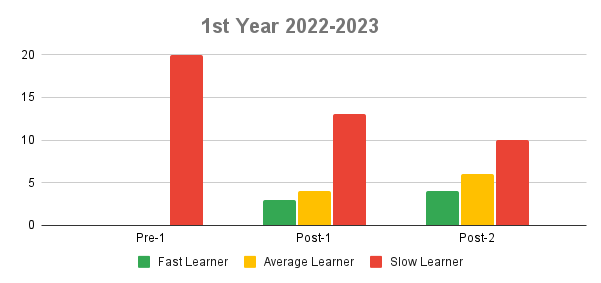 1st Year 2022-2023
20
15
10
5
0
Pre-1 Post-1 Post-2
Fast Learner Average Learner Slow Learner